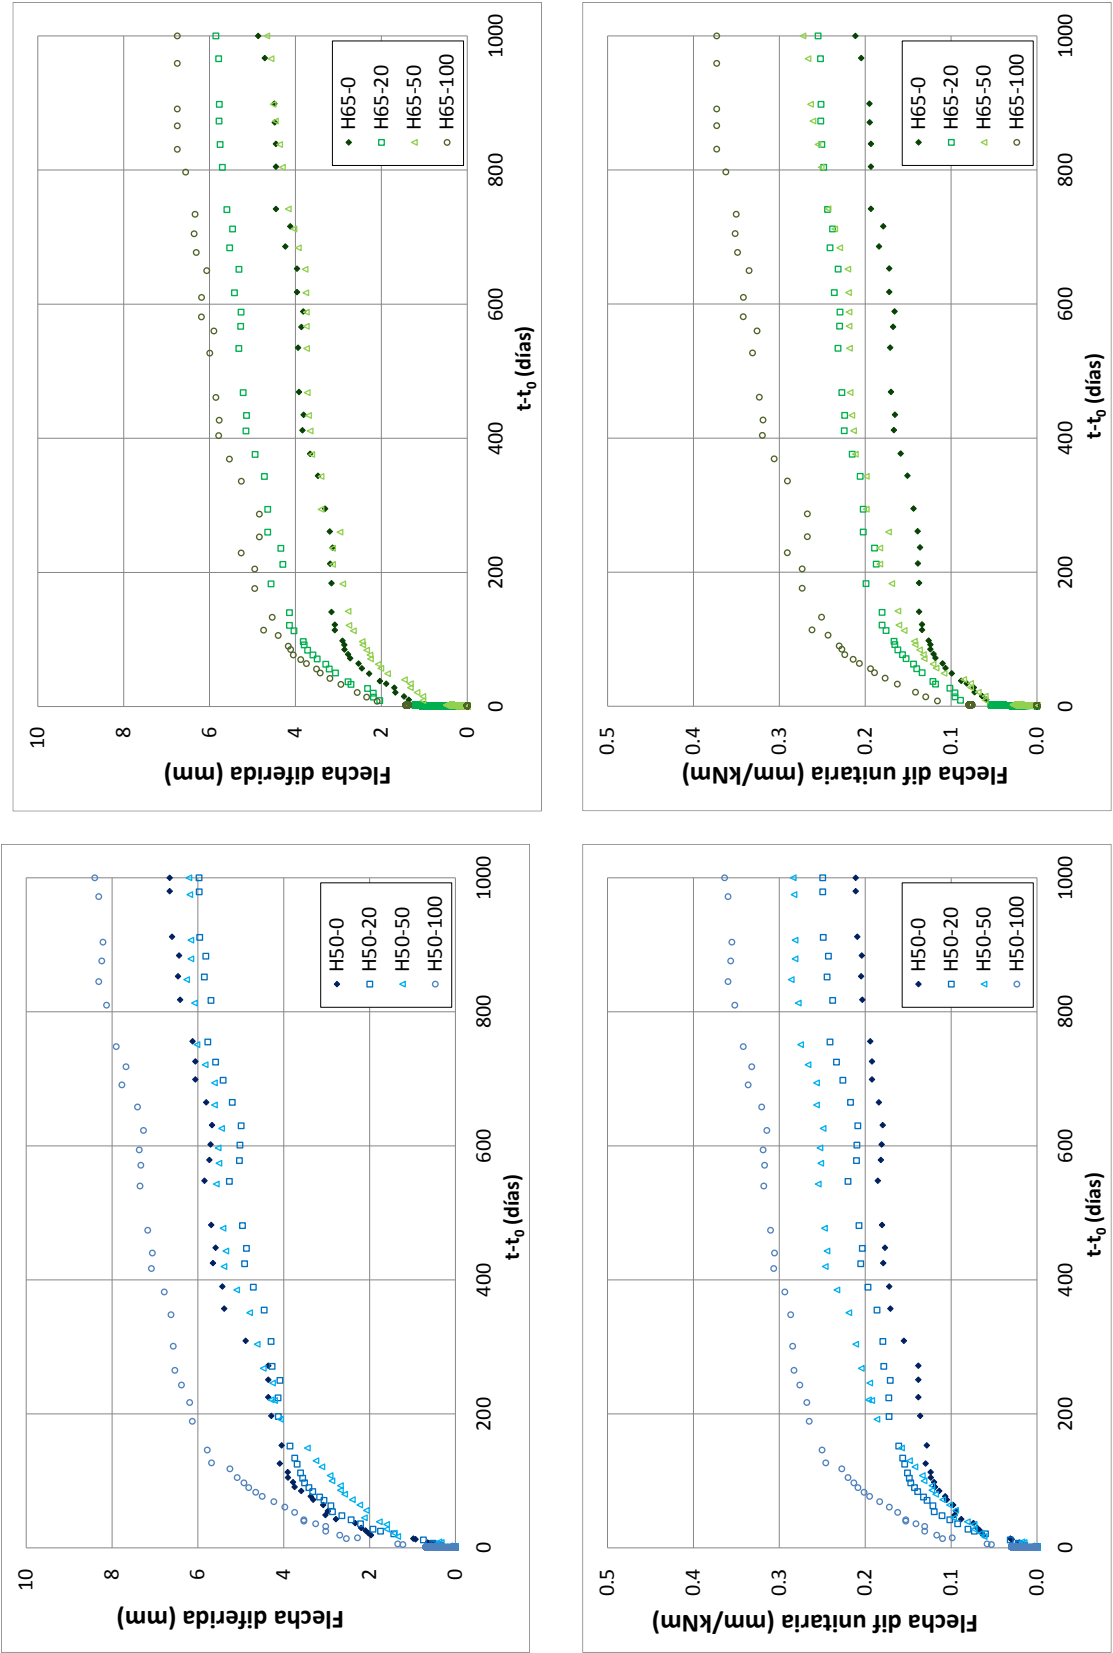 10
8
6
4
2
0
Flecha diferida (mm)
0
200
400
600
800
1000
t-t0 (días)
H50-0
H50-20
H50-50
H50-100
10
8
6
4
2
0
Flecha diferida (mm)
0
200
400
600
800
1000
t-t0 (días)
H65-0
H65-20
H65-50
H65-100
0.5
0.4
0.3
0.2
0.1
0.0
Flecha dif unitaria (mm/kNm)
0
200
400
600
800
1000
t-t0 (días)
H50-0
H50-20
H50-50
H50-100
0.5
0.4
0.3
0.2
0.1
0.0
Flecha dif unitaria (mm/kNm)
0
200
400
600
800
1000
t-t0 (días)
H65-0
H65-20
H65-50
H65-100